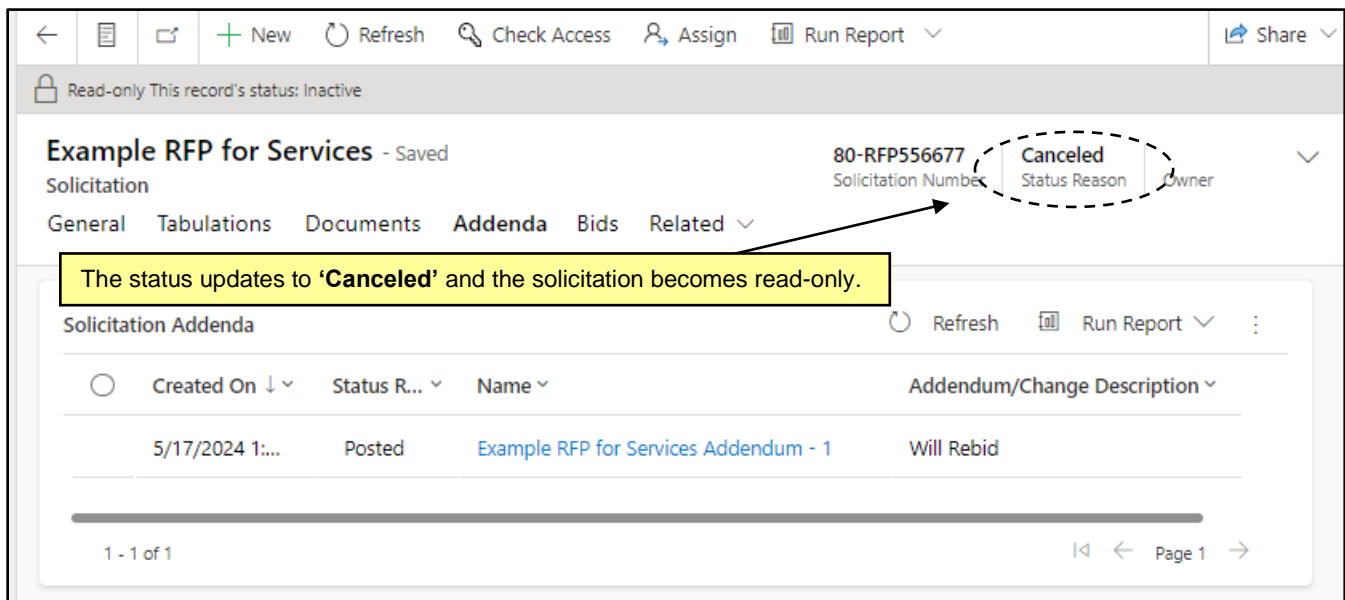 New Refresh Check Access Assign Run Report Share
Read-only This record's status: Inactive
Example RFP for Services - Saved
Solicitation
80-RFP556677 Canceled
Solicitation Number Status Reason Owner
General Tabulations Documents Addenda Bids Related
The status updates to ‘Canceled’ and the solicitation becomes read-only.
Solicitation Addenda Refresh Run Report
Created On Status R... Name Addendum/Change Description
5/17/2024 1:... Posted Example RFP for Services Addendum - 1 Will Rebid
1 - 1 of 1 Page 1